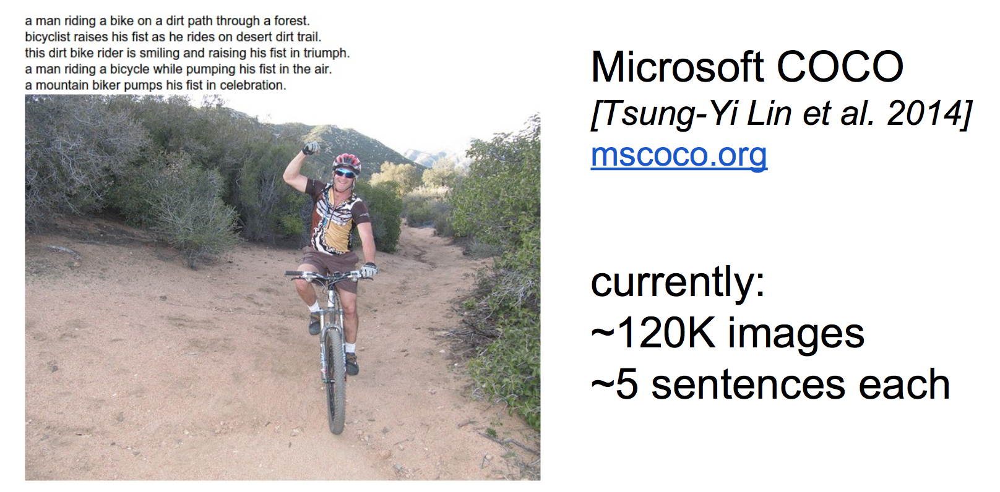 a man riding a bike on a dirt path through a forest.
bicyclist raises his fist as he rides on desert dirt trail.
this dirt bike rider is smiling and raising his fist in triumph.
a man riding a bicycle while pumping his fist in the air.
a mountain biker pumps his fist in celebration.
Microsoft COCO
[Tsung-Yi Lin et al. 2014]
mscoco.org
currently:
~120K images
~5 sentences each